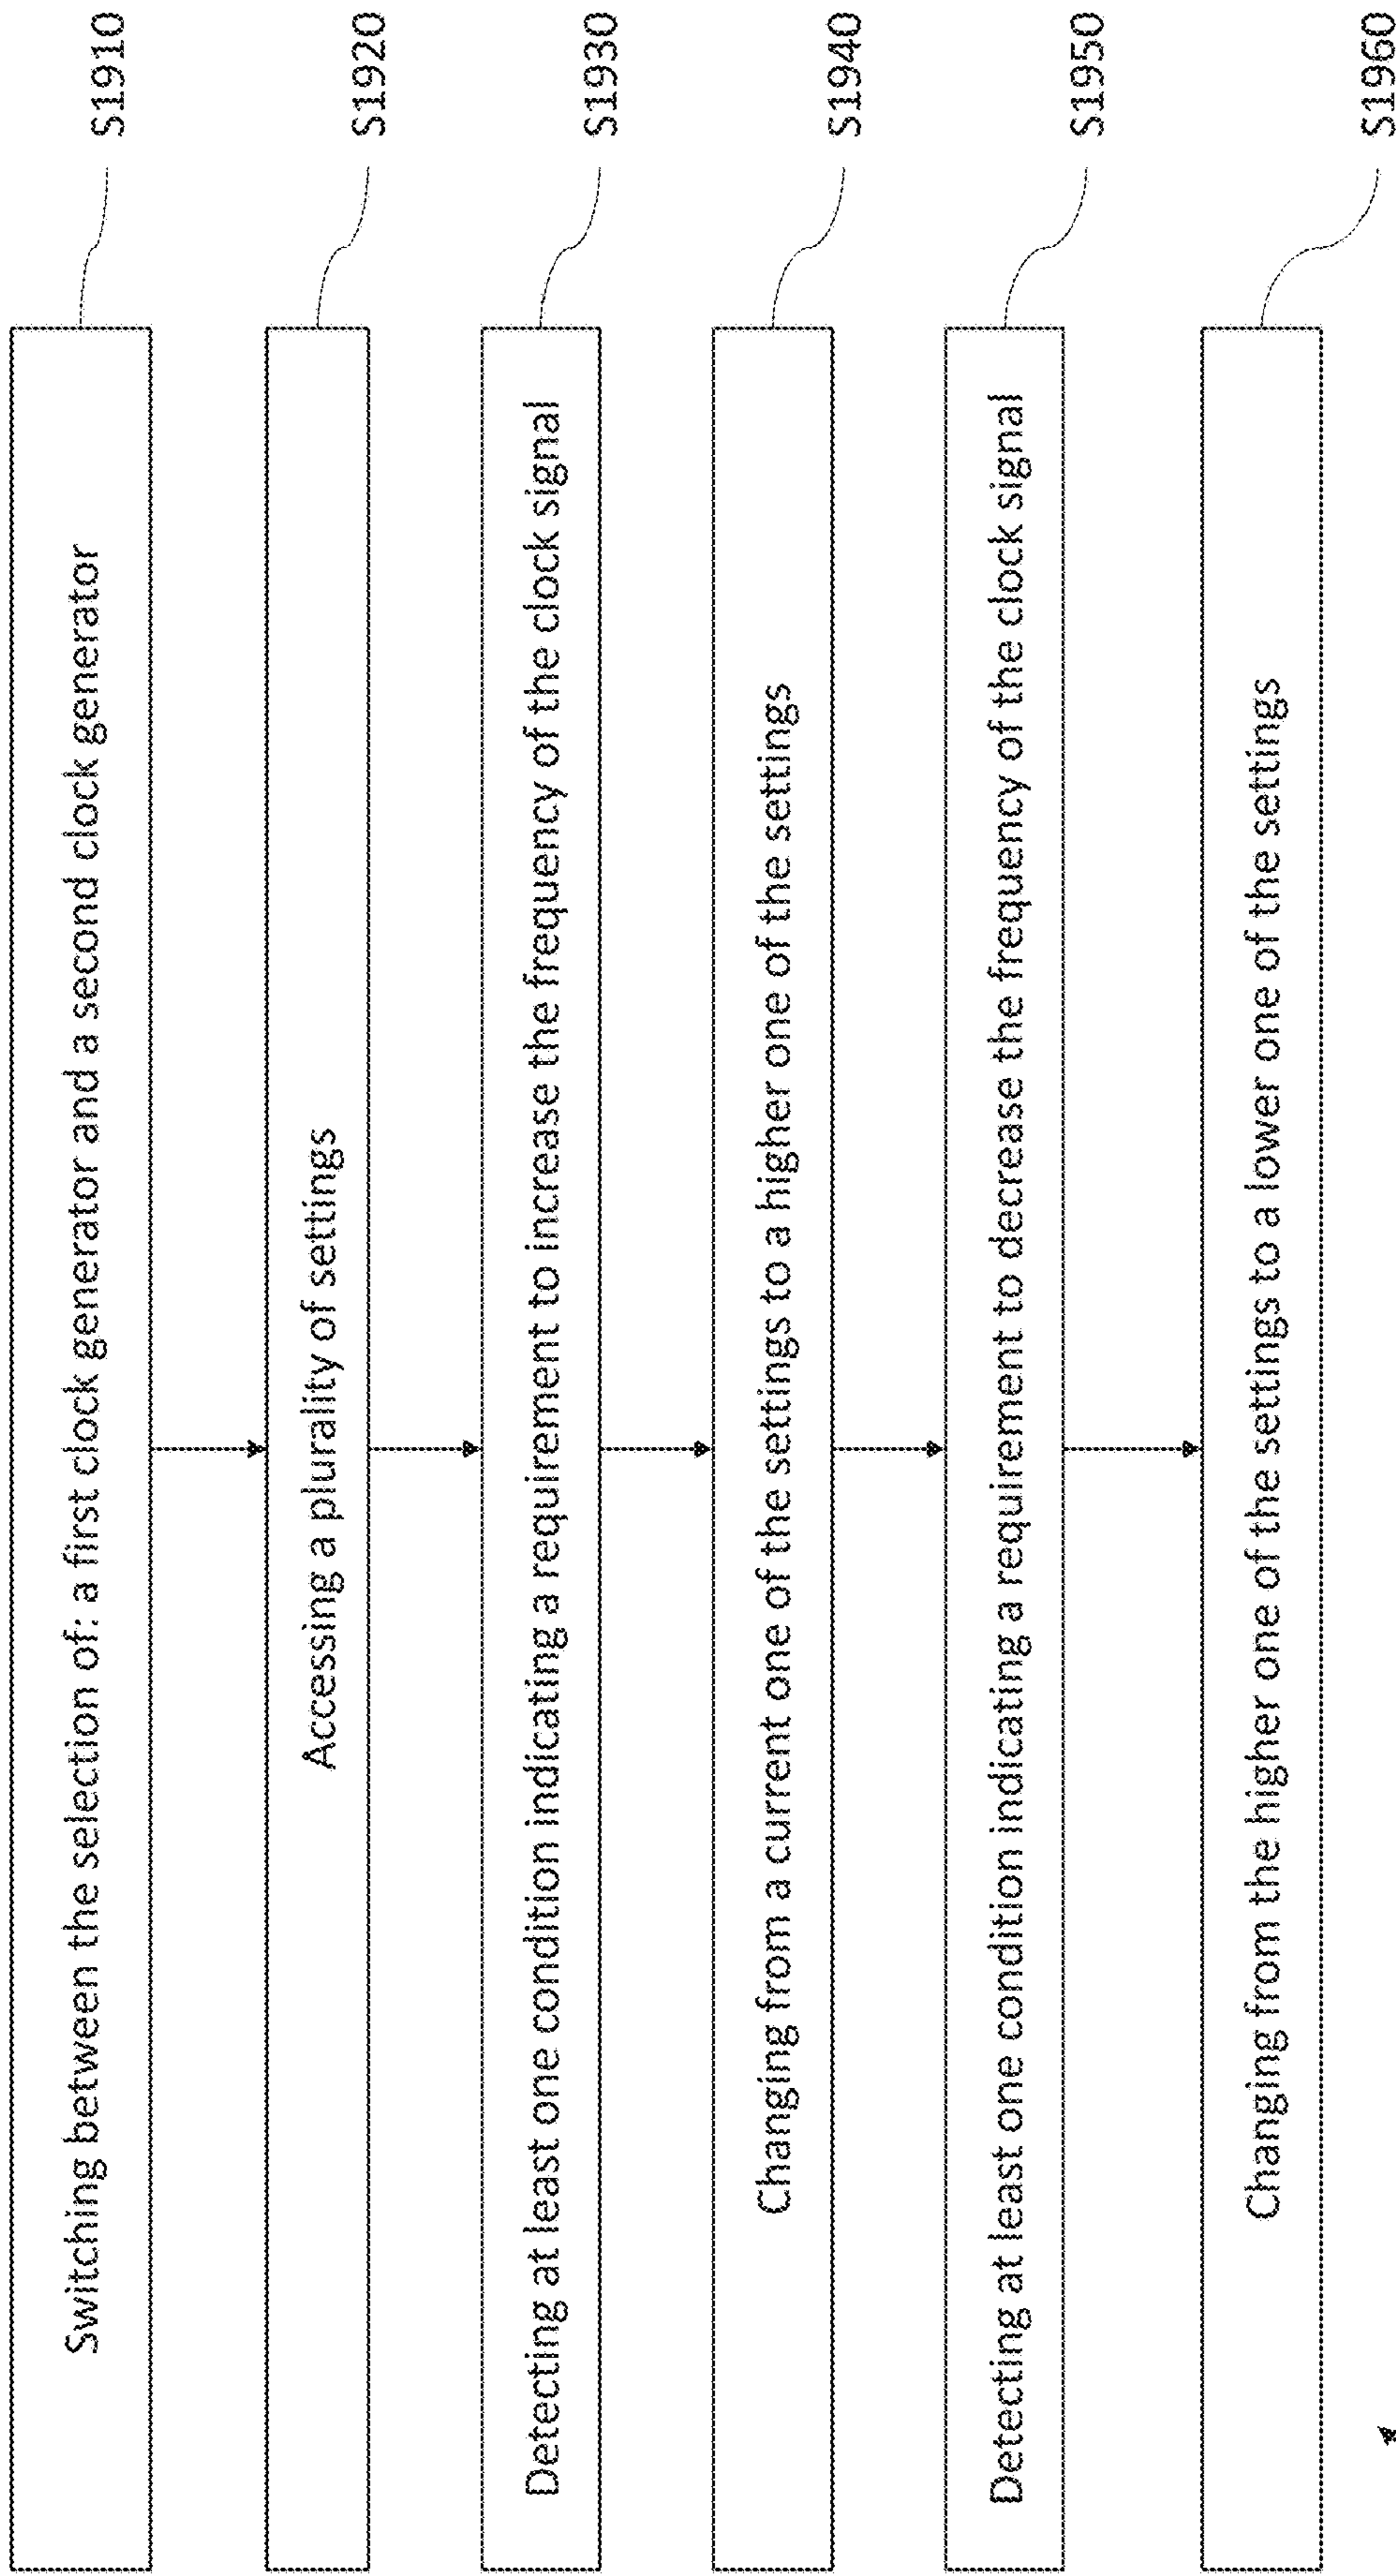 Switching between the selection of: a first clock generator and a second clock generator
S1910
Accessing a plurality of settings
S1920
Detecting at least one condition indicating a requirement to increase the frequency of the clock signal
S1930
Changing from a current one of the settings to a higher one of the settings
S1940
Detecting at least one condition indicating a requirement to decrease the frequency of the clock signal
S1950
Changing from the higher one of the settings to a lower one of the settings
S1960